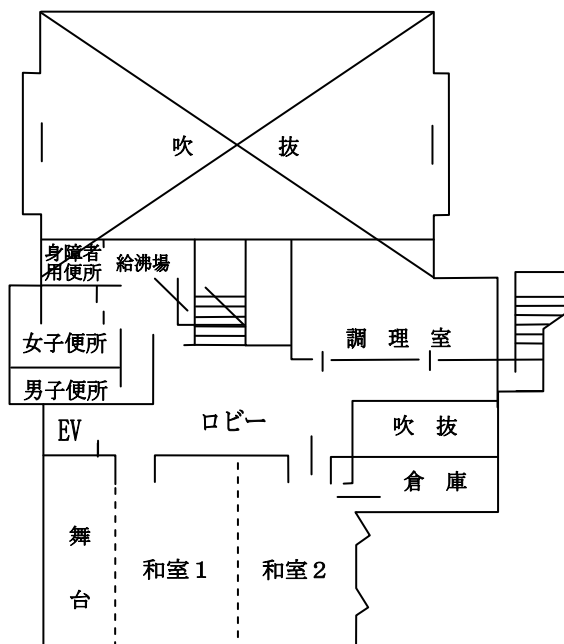 吹 抜
身障者
用便所
給沸場
女子便所
調 理 室
男子便所
EV
ロビー
吹 抜
倉 庫
舞
台
和室1
和室2